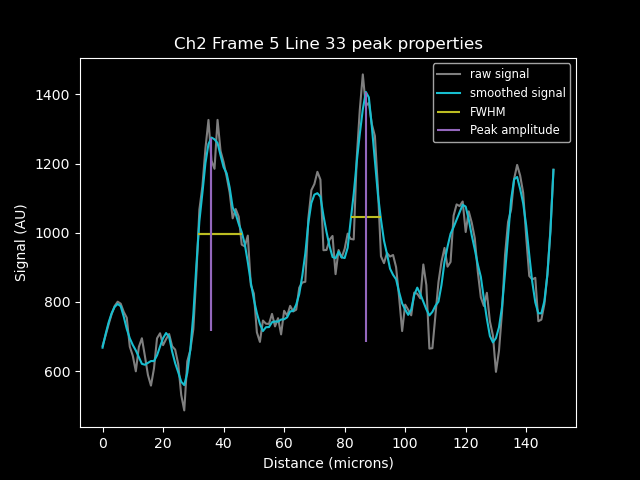 Ch2 Frame 5 Line 33 peak properties
raw signal
smoothed signal
FWHM
Peak amplitude
Signal (AU)
1400
1200
1000
800
600
0 20 40 60 80 100 120 140
Distance (microns)